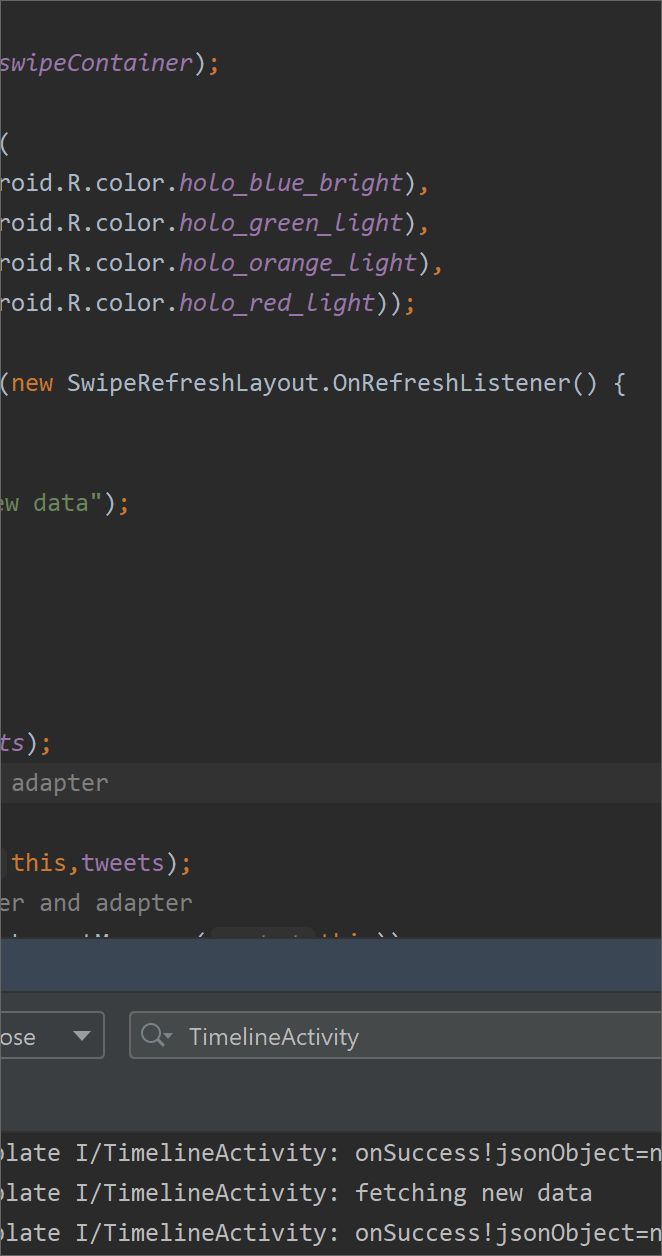 swipeContainer);
(
roid.R.color.holo_blue_bright),
roid.R.color.holo_green_light),
roid.R.color.holo_orange_light),
roid.R.color.holo_red_light));
(new SwipeRefreshLayout.OnRefreshListener() {
ew data");
ts);
adapter
this,tweets);
er and adapter
ose
TimelineActivity
plate I/TimelineActivity: onSuccess!jsonObject=n
plate I/TimelineActivity: fetching new data
plate I/TimelineActivity: onSuccess!jsonObject=n